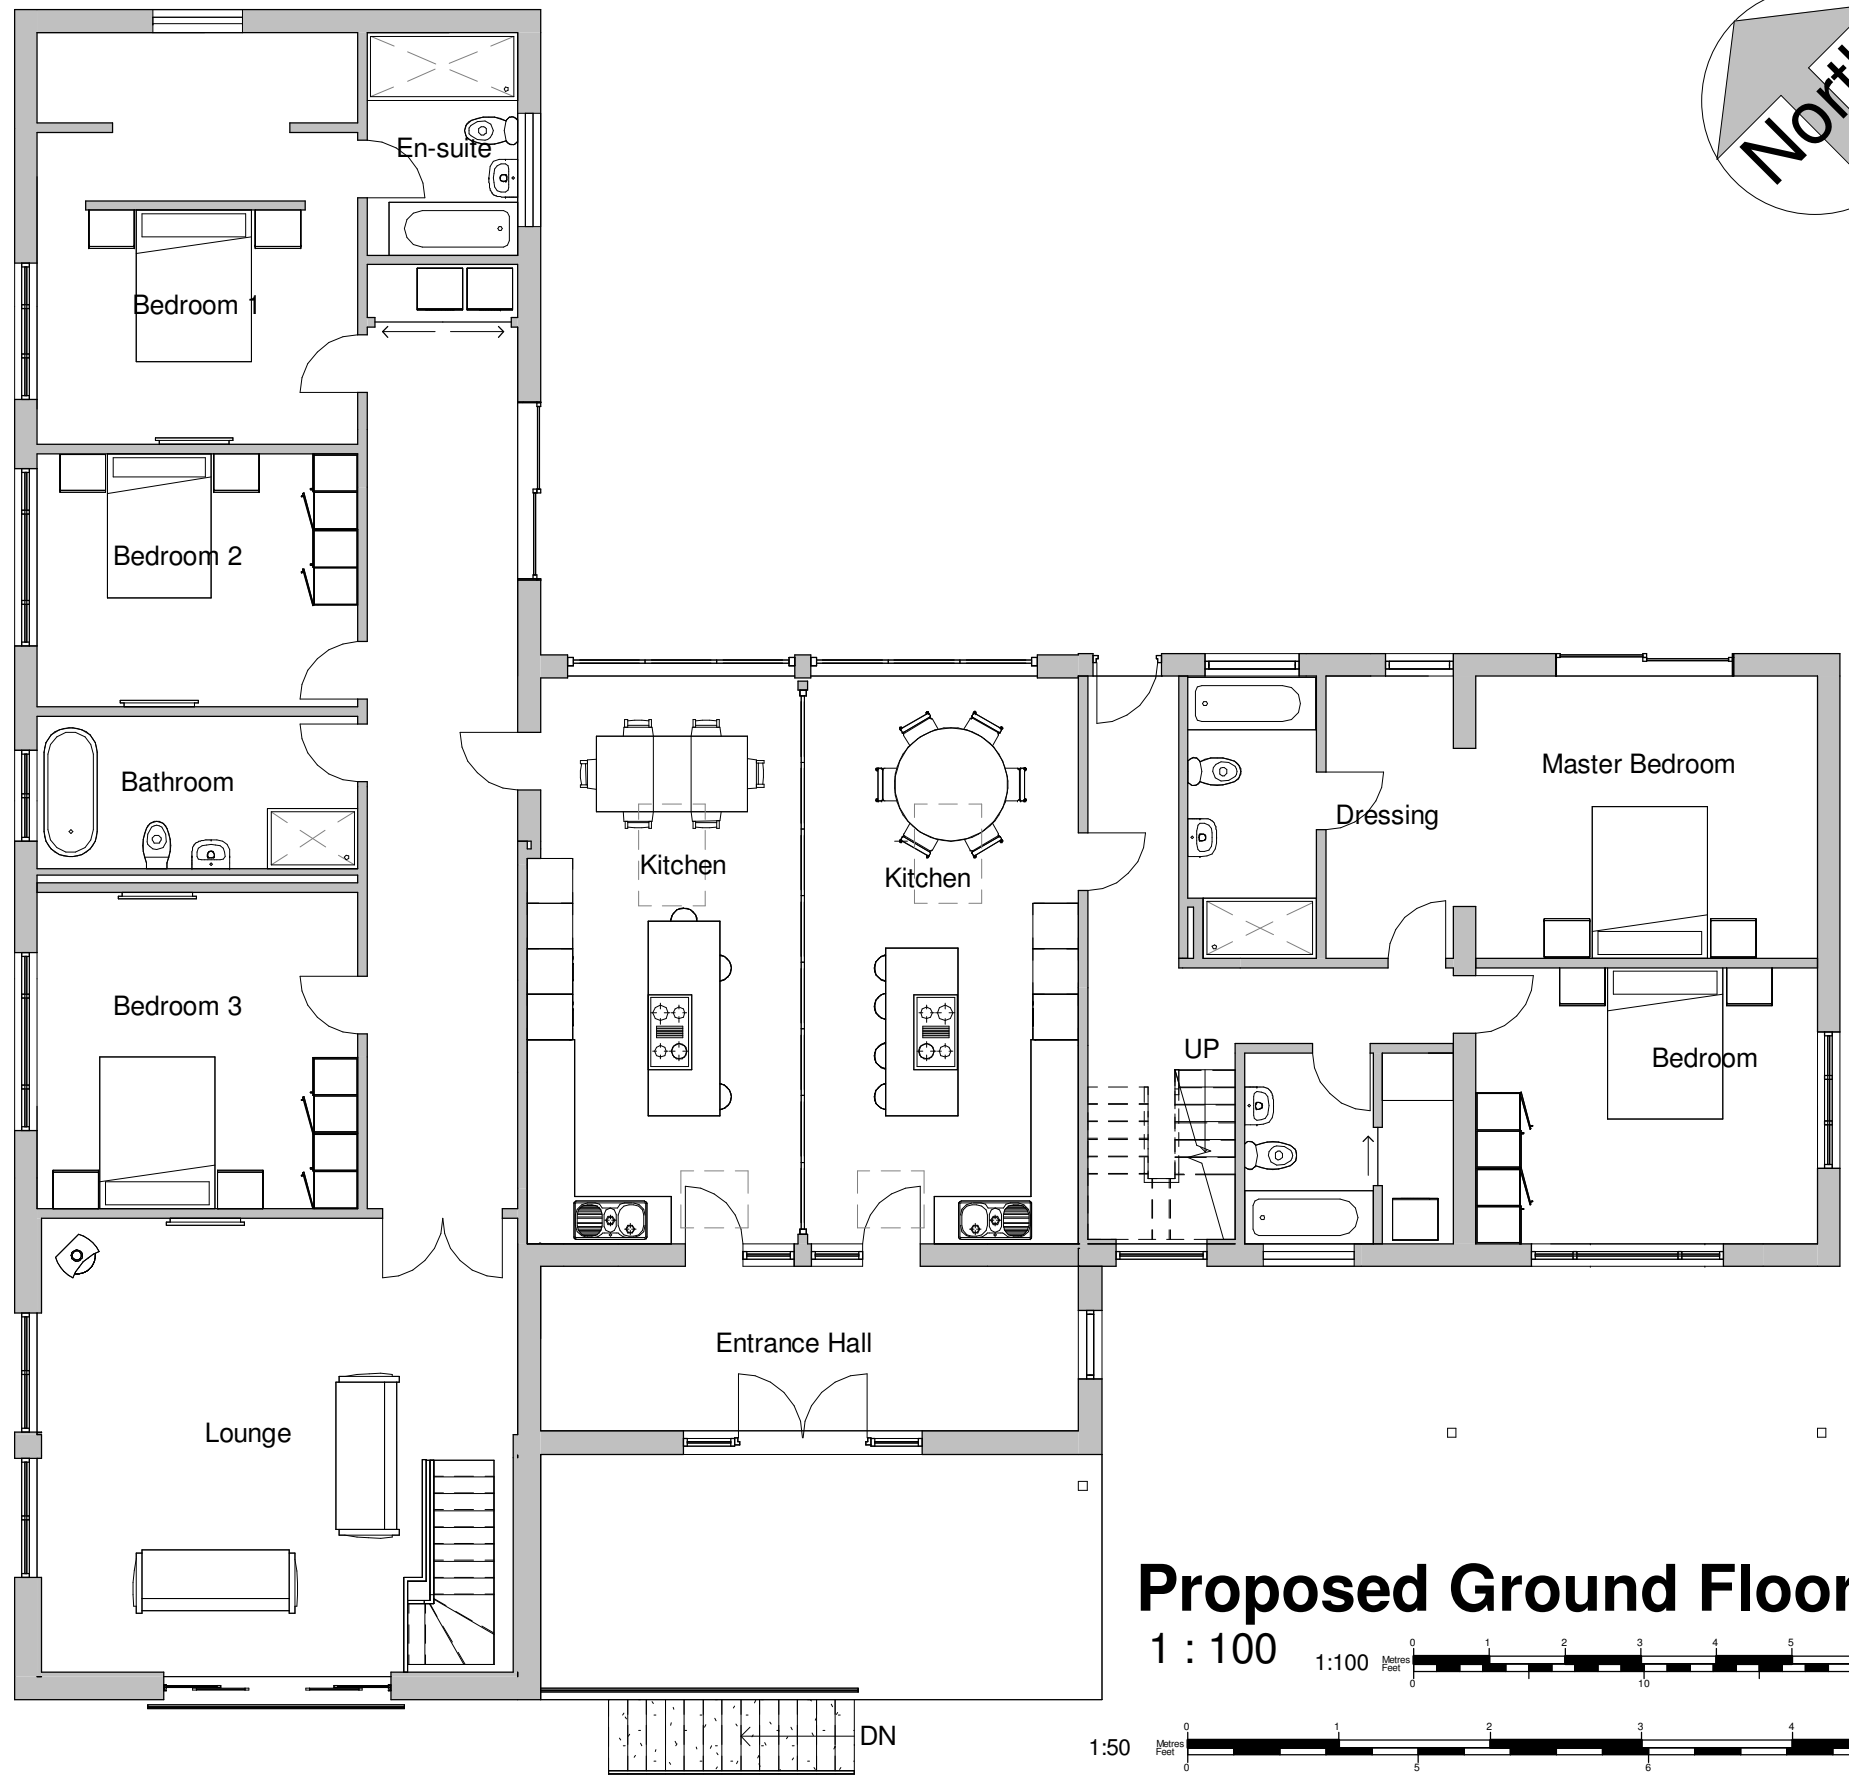 North
En-suite
Bedroom 1
Bedroom 2
Bathroom
Kitchen
Kitchen
Dressing
Master Bedroom
Bedroom 3
UP
Bedroom
Entrance Hall
Lounge
DN
Proposed Ground Floor
1 : 100
1:100
Metres
Feet
0 1 2 3 4 5
0 10
1:50
Metres
Feet
0 1 2 3 4
0 5 6